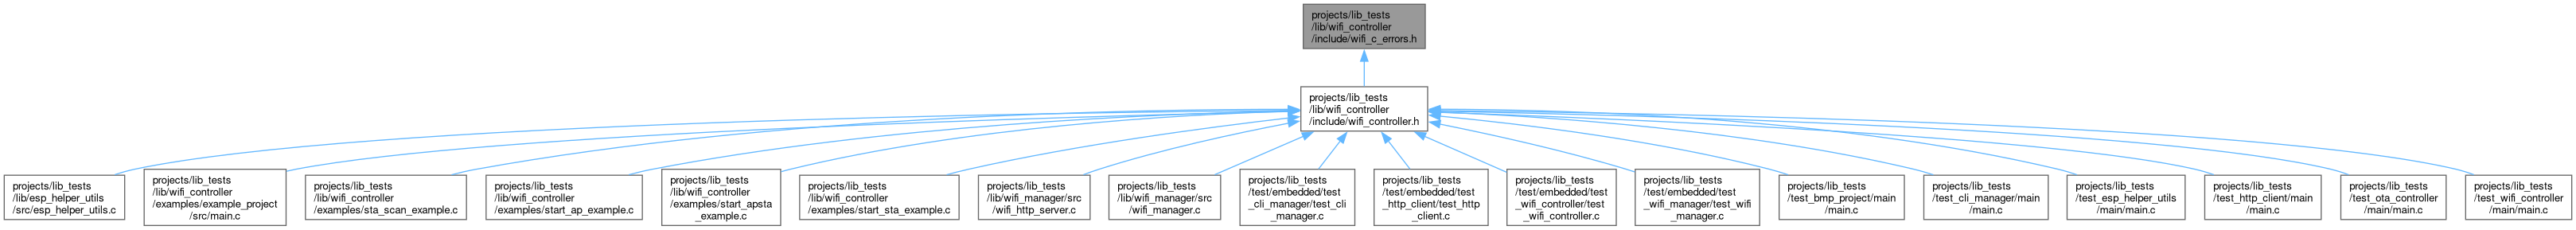 projects/lib_tests
/lib/wifi_controller
/include/wifi_c_errors.h
projects/lib_tests
/lib/wifi_controller
/include/wifi_controller.h
projects/lib_tests
/lib/esp_helper_utils
/src/esp_helper_utils.c
projects/lib_tests
/lib/wifi_controller
/examples/example_project
/src/main.c
projects/lib_tests
/lib/wifi_controller
/examples/sta_scan_example.c
projects/lib_tests
/lib/wifi_controller
/examples/start_ap_example.c
projects/lib_tests
/lib/wifi_controller
/examples/start_apsta
_example.c
projects/lib_tests
/lib/wifi_controller
/examples/start_sta_example.c
projects/lib_tests
/lib/wifi_manager/src
/wifi_http_server.c
projects/lib_tests
/lib/wifi_manager/src
/wifi_manager.c
projects/lib_tests
/test/embedded/test
_cli_manager/test_cli
_manager.c
projects/lib_tests
/test/embedded/test
_http_client/test_http
_client.c
projects/lib_tests
/test/embedded/test
_wifi_controller/test
_wifi_controller.c
projects/lib_tests
/test/embedded/test
_wifi_manager/test_wifi
_manager.c
projects/lib_tests
/test_bmp_project/main
/main.c
projects/lib_tests
/test_cli_manager/main
/main.c
projects/lib_tests
/test_esp_helper_utils
/main/main.c
projects/lib_tests
/test_http_client/main
/main.c
projects/lib_tests
/test_ota_controller
/main/main.c
projects/lib_tests
/test_wifi_controller
/main/main.c